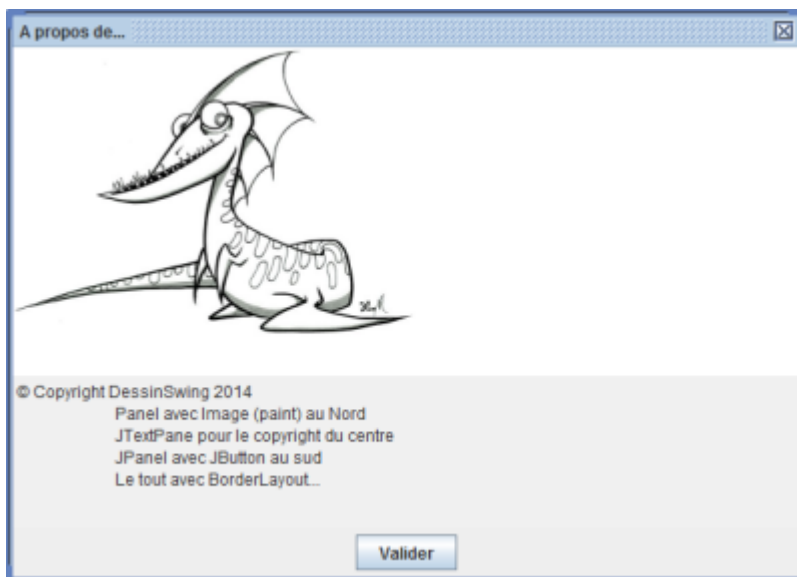 A propos de...
© Copyright DessinSwing 2014
Panel avec Image (paint) au Nord
JTextPane pour le copyright du centre
JPanel avec JButton au sud
Le tout avec BorderLayout...
Valider